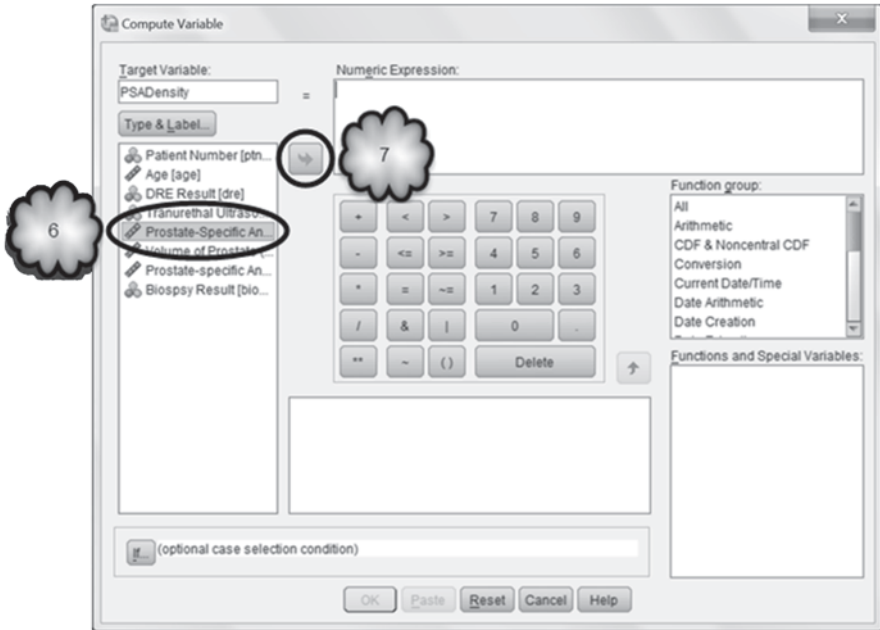 Compute Variable
x
Target Variable:
PSADensity
=
Numeric Expression:
Type & Label...
Patient Number [ptn...
Age [age]
DRE Result [dre]
Tranurethal Ultraso...
Prostate-Specific An...
Volume of Prostate (...
Prostate-specific An...
Biospsy Result [bio...
6
7
+ < > 7 8 9
- <= >= 4 5 6
* = ~= 1 2 3
/ & | 0 .
** ~ ( ) Delete
Function group:
All
Arithmetic
CDF & Noncentral CDF
Conversion
Current Date/Time
Date Arithmetic
Date Creation
Functions and Special Variables:
If... (optional case selection condition)
OK Paste Reset Cancel Help